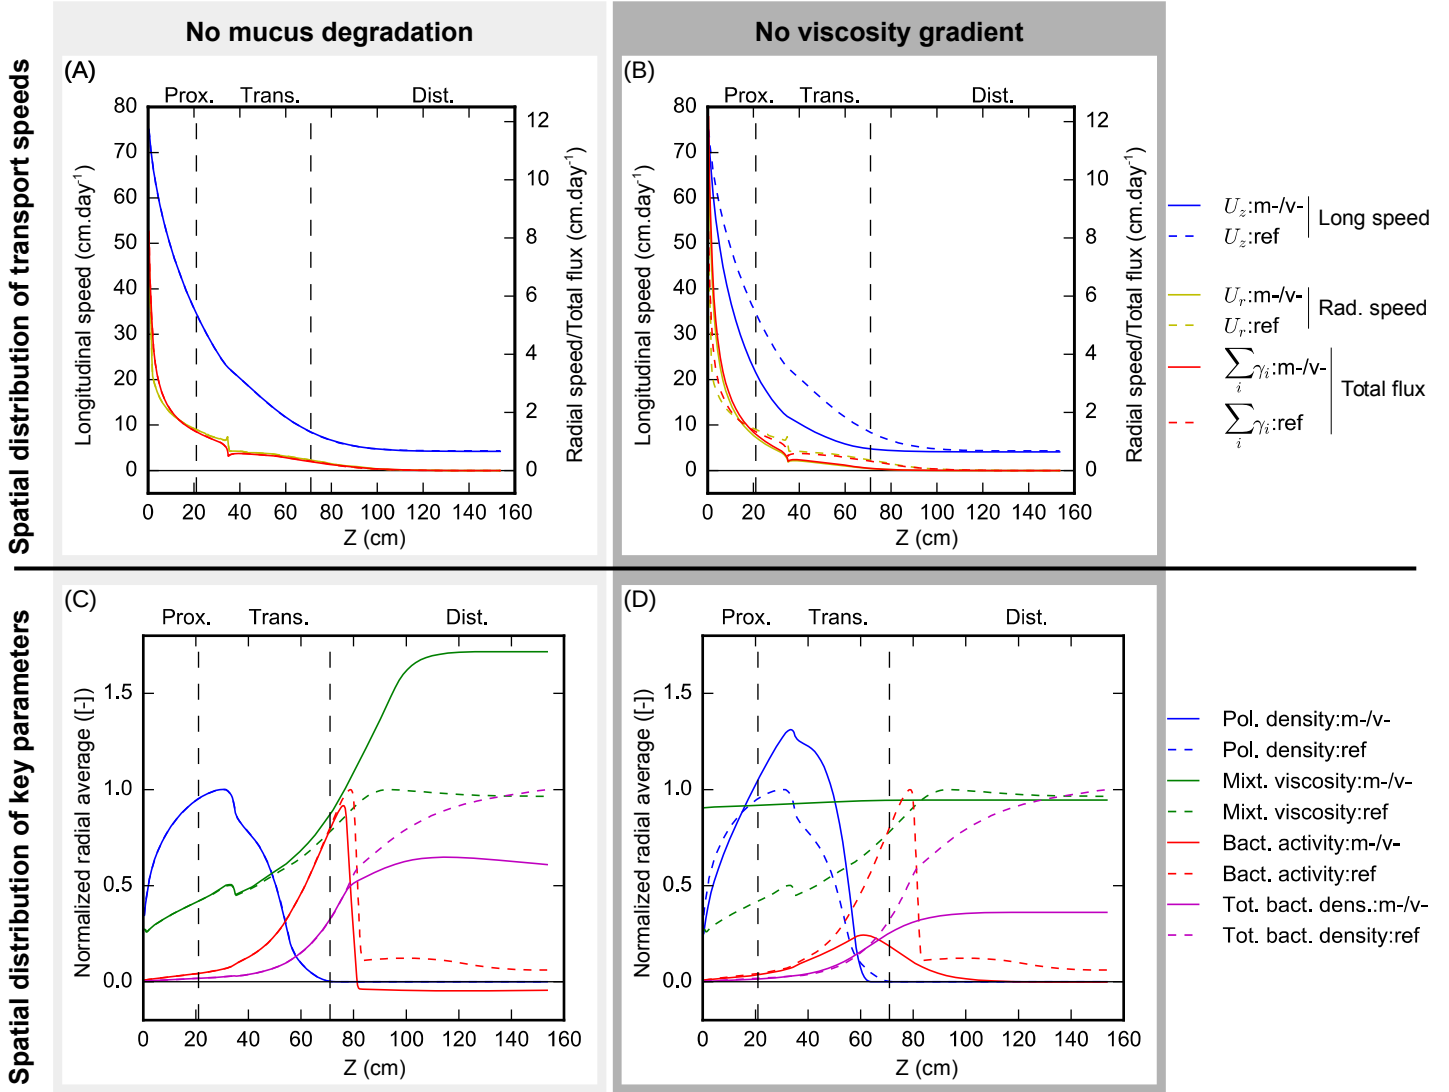 No mucus degradation
No viscosity gradient
Spatial distribution of transport speeds
(A)
Prox. Trans. Dist.
Longitudinal speed (cm.day-1)
80
70
60
50
40
30
20
10
0
12
10
8
6
4
2
0
Radial speed/Total flux (cm.day-1)
0 20 40 60 80 100 120 140 160
Z (cm)
(B)
Prox. Trans. Dist.
Longitudinal speed (cm.day-1)
80
70
60
50
40
30
20
10
0
12
10
8
6
4
2
0
Radial speed/Total flux (cm.day-1)
0 20 40 60 80 100 120 140 160
Z (cm)
U_z:m-/v-
U_z:ref
Long speed
U_r:m-/v-
U_r:ref
Rad. speed
∑_i γ_i:m-/v-
∑_i γ_i:ref
Total flux
Spatial distribution of key parameters
(C)
Prox. Trans. Dist.
Normalized radial average ([-])
1.5
1.0
0.5
0.0
0 20 40 60 80 100 120 140 160
Z (cm)
(D)
Prox. Trans. Dist.
Normalized radial average ([-])
1.5
1.0
0.5
0.0
0 20 40 60 80 100 120 140 160
Z (cm)
Pol. density:m-/v-
Pol. density:ref
Mixt. viscosity:m-/v-
Mixt. viscosity:ref
Bact. activity:m-/v-
Bact. activity:ref
Tot. bact. dens.:m-/v-
Tot. bact. density:ref